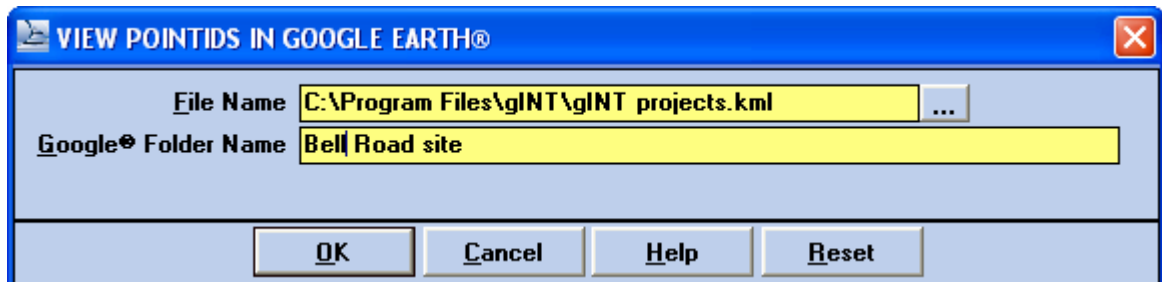 VIEW POINTIDS IN GOOGLE EARTH®
File Name C:\Program Files\gINT\gINT projects.kml ...
Google® Folder Name Bell Road site
OK Cancel Help Reset